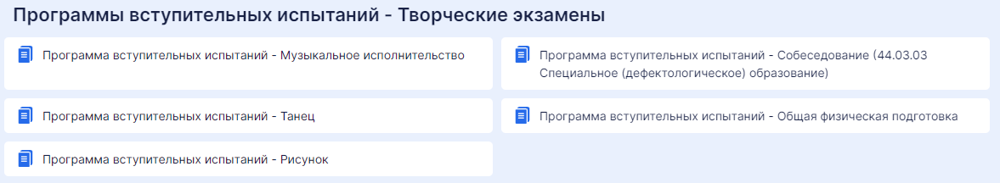 Программы вступительных испытаний - Творческие экзамены
Программа вступительных испытаний - Музыкальное исполнительство
Программа вступительных испытаний - Собеседование (44.03.03
Специальное (дефектологическое) образование)
Программа вступительных испытаний - Танец
Программа вступительных испытаний - Общая физическая подготовка
Программа вступительных испытаний - Рисунок